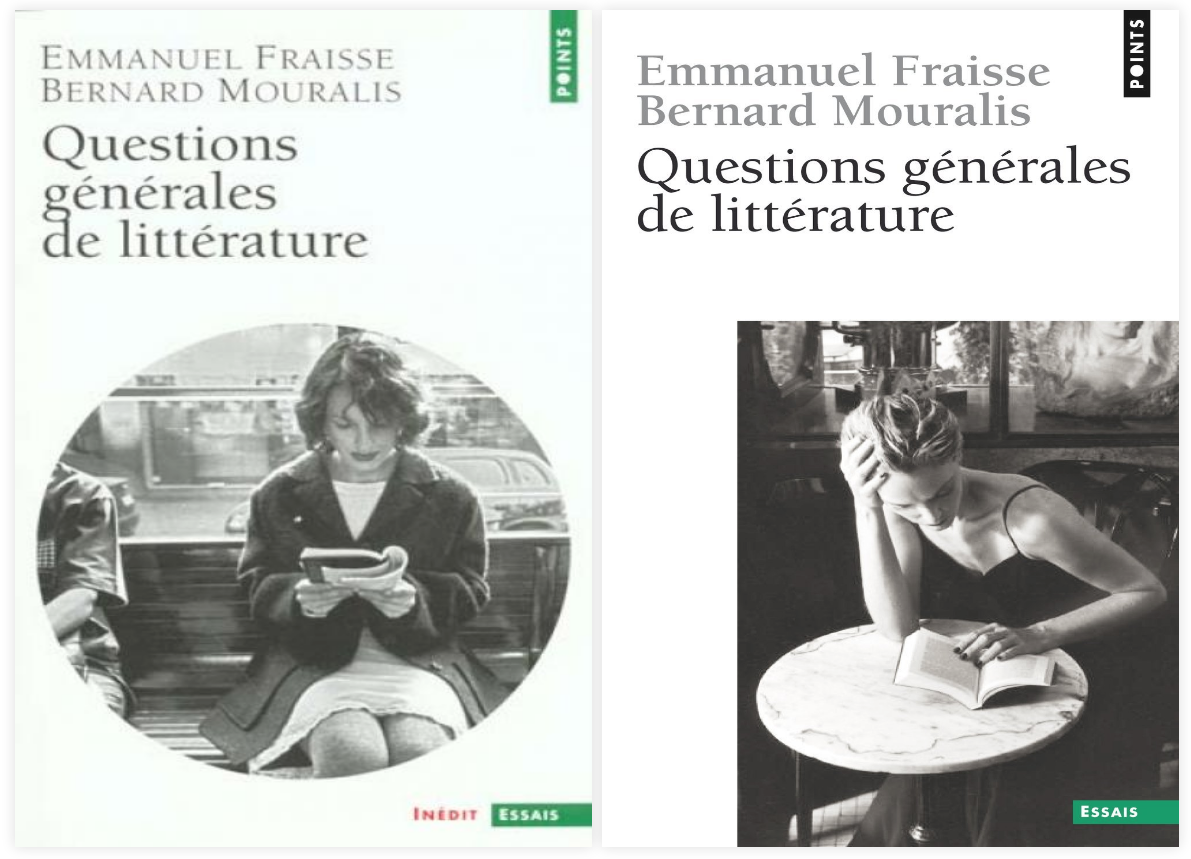 EMMANUEL FRAISSE
BERNARD MOURALIS
Questions
générales
de littérature
POINTS
INÉDIT ESSAIS
Emmanuel Fraisse
Bernard Mouralis
Questions générales
de littérature
POINTS
ESSAIS